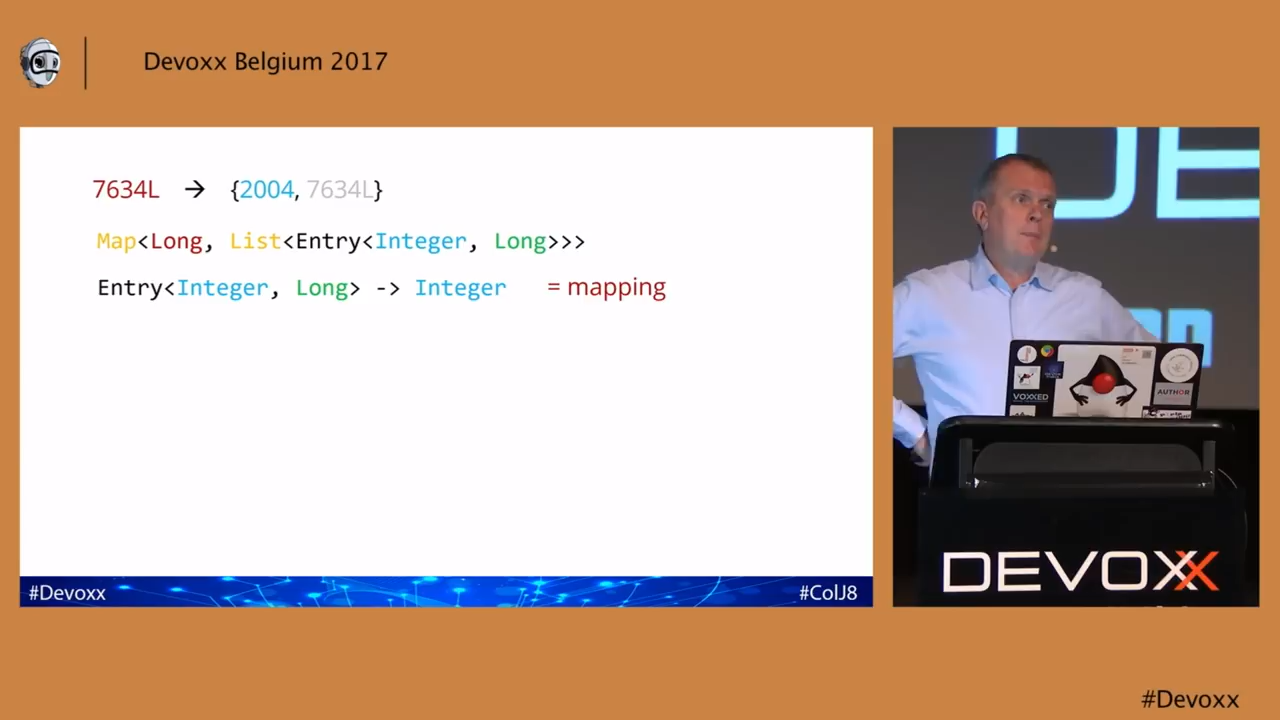 Devoxx Belgium 2017
7634L → {2004, 7634L}
Map<Long, List<Entry<Integer, Long>>>
Entry<Integer, Long> -> Integer = mapping
#Devoxx
#ColJ8
DE
VOXXED
AUTHOR
DEVOXX
#Devoxx